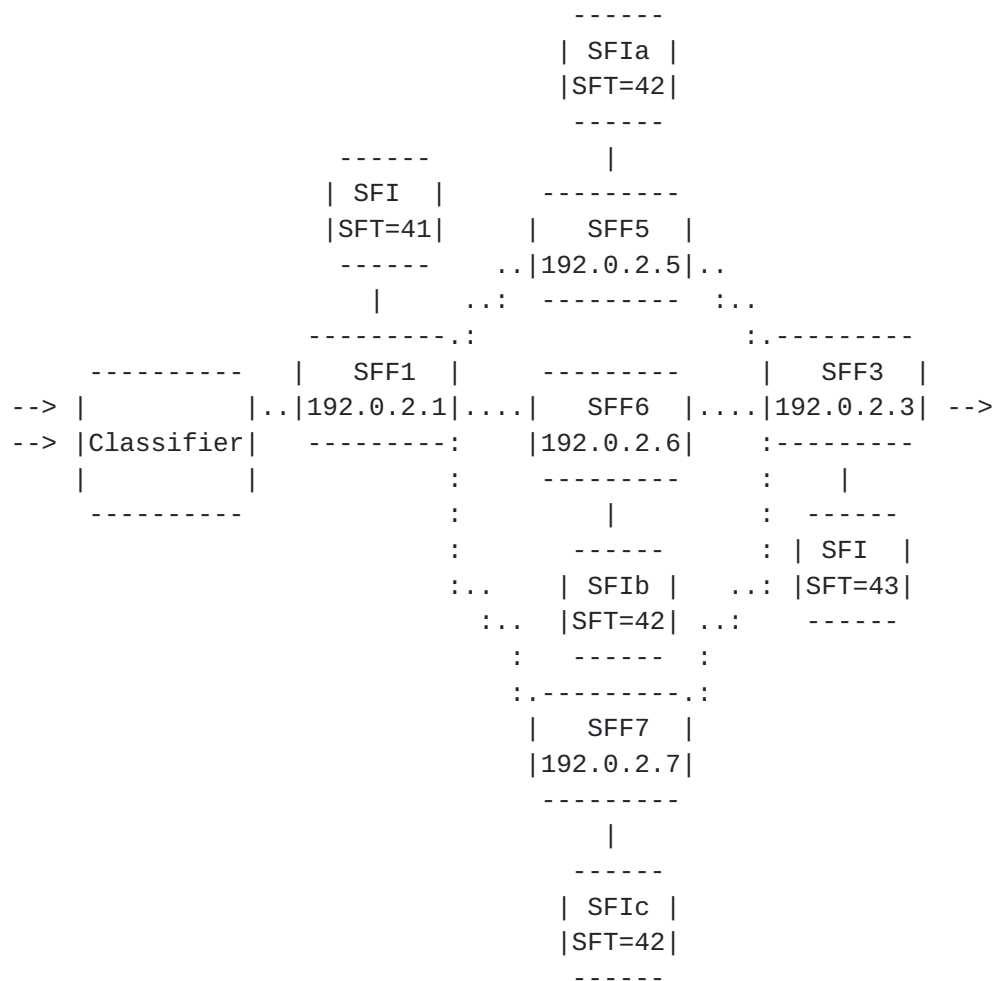 ------
                                   | SFIa |
                                   |SFT=42|
                                    ------
                     ------            |
                    | SFI  |      ---------
                    |SFT=41|     |   SFF5  |
                     ------    ..|192.0.2.5|..
                       |     ..:  ---------  :..
                   ---------.:                  :.---------
     ----------   |   SFF1  |     ---------     |   SFF3  |
--> |          |..|192.0.2.1|....|   SFF6  |....|192.0.2.3| -->
--> |Classifier|   ---------:    |192.0.2.6|    :---------
    |          |            :     ---------     :    |
     ----------             :         |         :  ------
                            :       ------      : | SFI  |
                            :..    | SFIb |   ..: |SFT=43|
                              :..  |SFT=42| ..:    ------
                                :   ------  :
                                :.---------.:
                                 |   SFF7  |
                                 |192.0.2.7|
                                  ---------
                                      |
                                    ------
                                   | SFIc |
                                   |SFT=42|
                                    ------